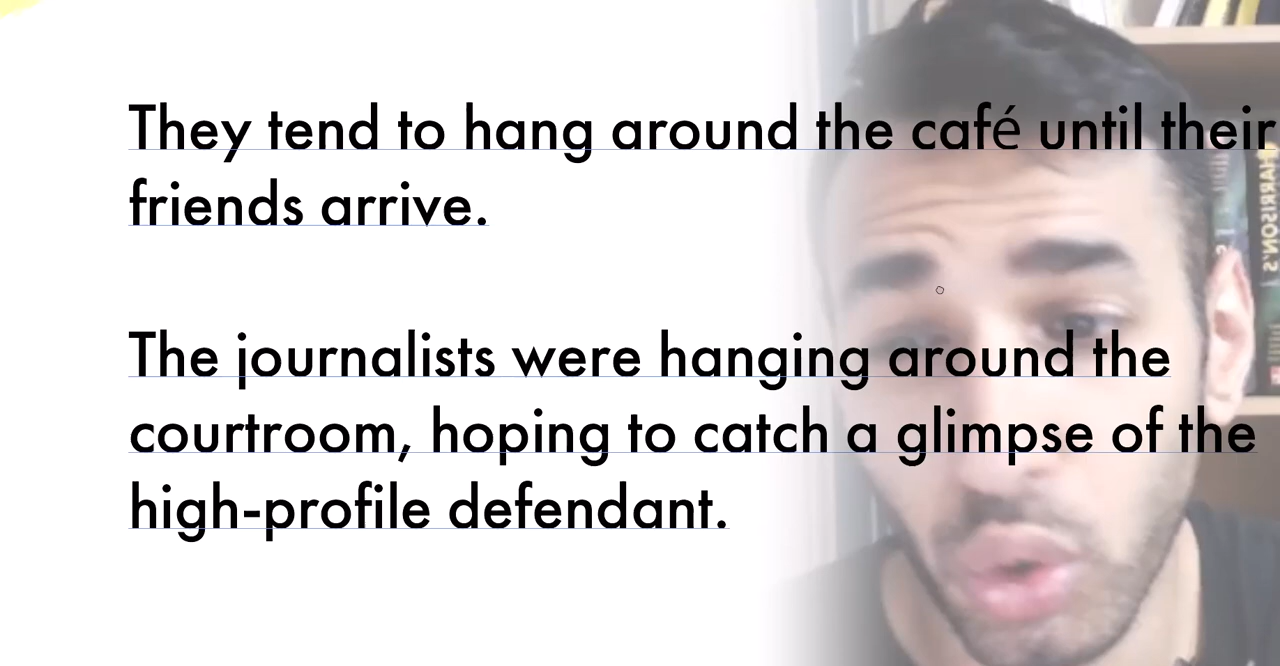 They tend to hang around the café until their
friends arrive.
The journalists were hanging around the
courtroom, hoping to catch a glimpse of the
high-profile defendant.
HARRISON'S